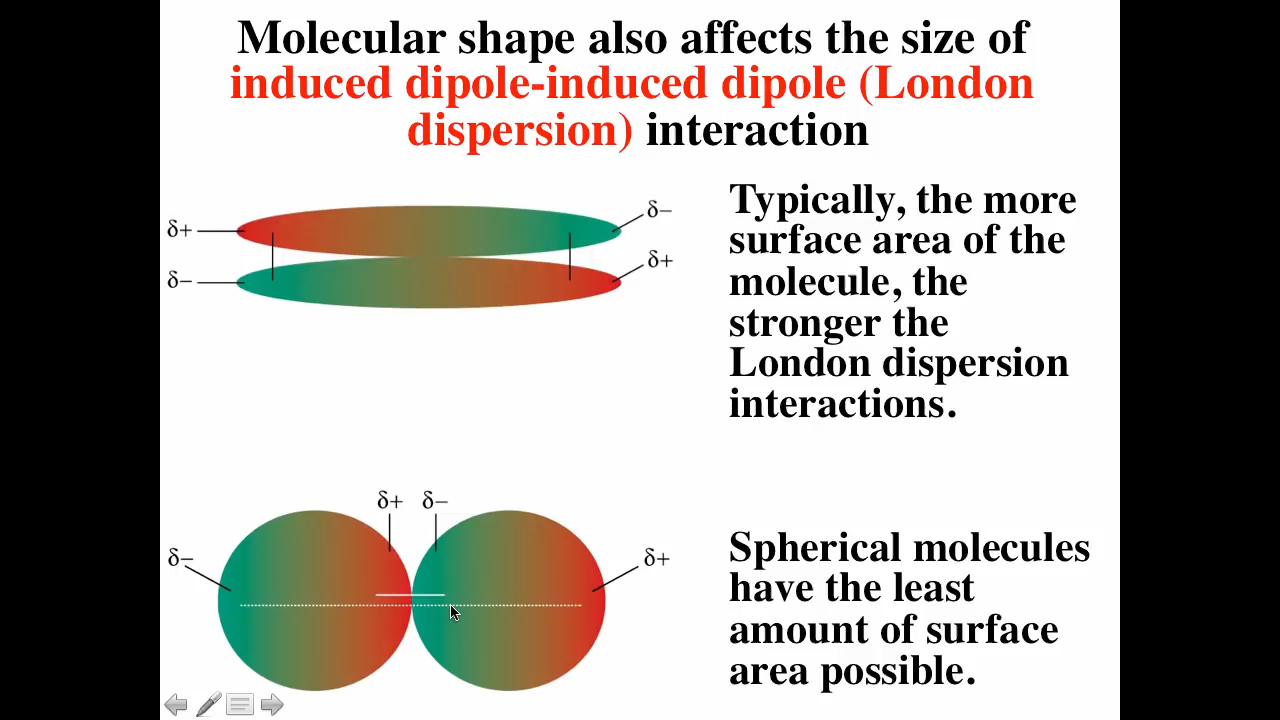 Molecular shape also affects the size of
induced dipole-induced dipole (London
dispersion) interaction
δ+
δ–
δ–
δ+
Typically, the more
surface area of the
molecule, the
stronger the
London dispersion
interactions.
δ+ δ–
δ–
δ+
Spherical molecules
have the least
amount of surface
area possible.